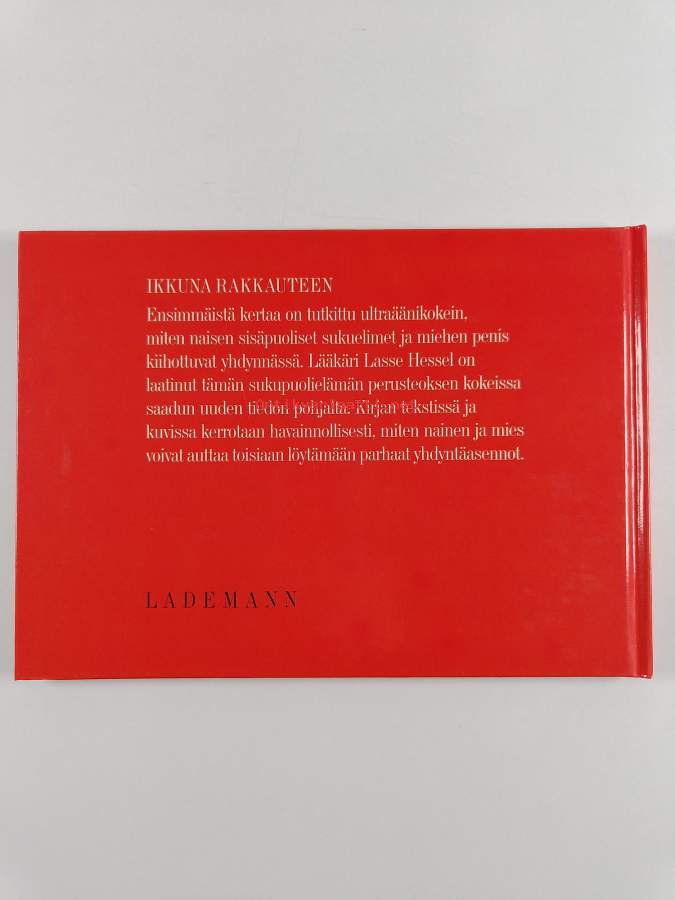 IKKUNA RAKKAUTEEN
Ensimmäistä kertaa on tutkittu ultraäänikokein,
miten naisen sisäpuoliset sukuelimet ja miehen penis
kiihottuvat yhdynnässä. Lääkäri Lasse Hessel on
laatinut tämän sukupuolielämän perusteoksen kokeissa
saadun uuden tiedon pohjalta. Kirjan tekstissä ja
kuvissa kerrotaan havainnollisesti, miten nainen ja mies
voivat auttaa toisiaan löytämään parhaat yhdyntäasennot.
LADEMANN